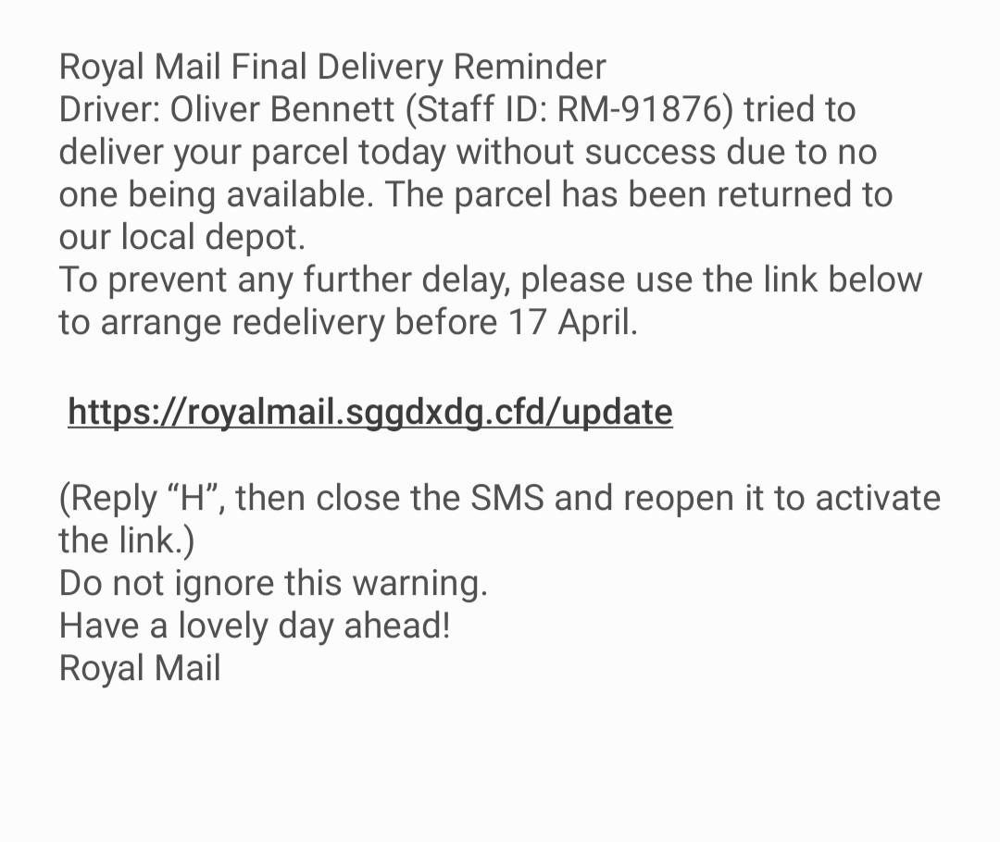 Royal Mail Final Delivery Reminder
Driver: Oliver Bennett (Staff ID: RM-91876) tried to
deliver your parcel today without success due to no
one being available. The parcel has been returned to
our local depot.
To prevent any further delay, please use the link below
to arrange redelivery before 17 April.
https://royalmail.sggdxdg.cfd/update
(Reply “H”, then close the SMS and reopen it to activate
the link.)
Do not ignore this warning.
Have a lovely day ahead!
Royal Mail